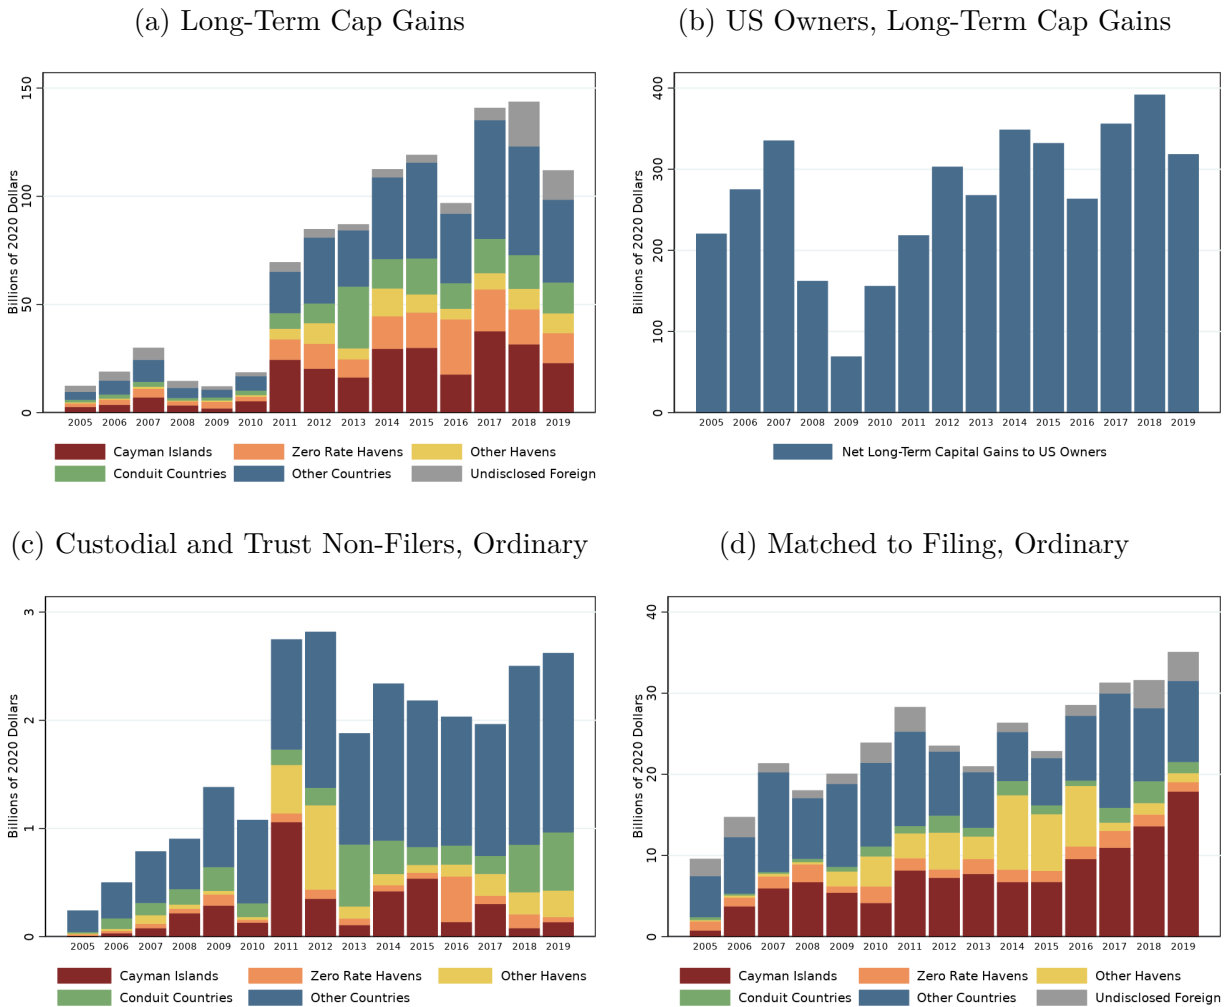 (a) Long-Term Cap Gains
Billions of 2020 Dollars
150
100
50
0
2005 2006 2007 2008 2009 2010 2011 2012 2013 2014 2015 2016 2017 2018 2019
Cayman Islands Zero Rate Havens Other Havens
Conduit Countries Other Countries Undisclosed Foreign
(b) US Owners, Long-Term Cap Gains
Billions of 2020 Dollars
400
300
200
100
0
2005 2006 2007 2008 2009 2010 2011 2012 2013 2014 2015 2016 2017 2018 2019
Net Long-Term Capital Gains to US Owners
(c) Custodial and Trust Non-Filers, Ordinary
Billions of 2020 Dollars
3
2
1
0
2005 2006 2007 2008 2009 2010 2011 2012 2013 2014 2015 2016 2017 2018 2019
Cayman Islands Zero Rate Havens Other Havens
Conduit Countries Other Countries
(d) Matched to Filing, Ordinary
Billions of 2020 Dollars
40
30
20
10
0
2005 2006 2007 2008 2009 2010 2011 2012 2013 2014 2015 2016 2017 2018 2019
Cayman Islands Zero Rate Havens Other Havens
Conduit Countries Other Countries Undisclosed Foreign